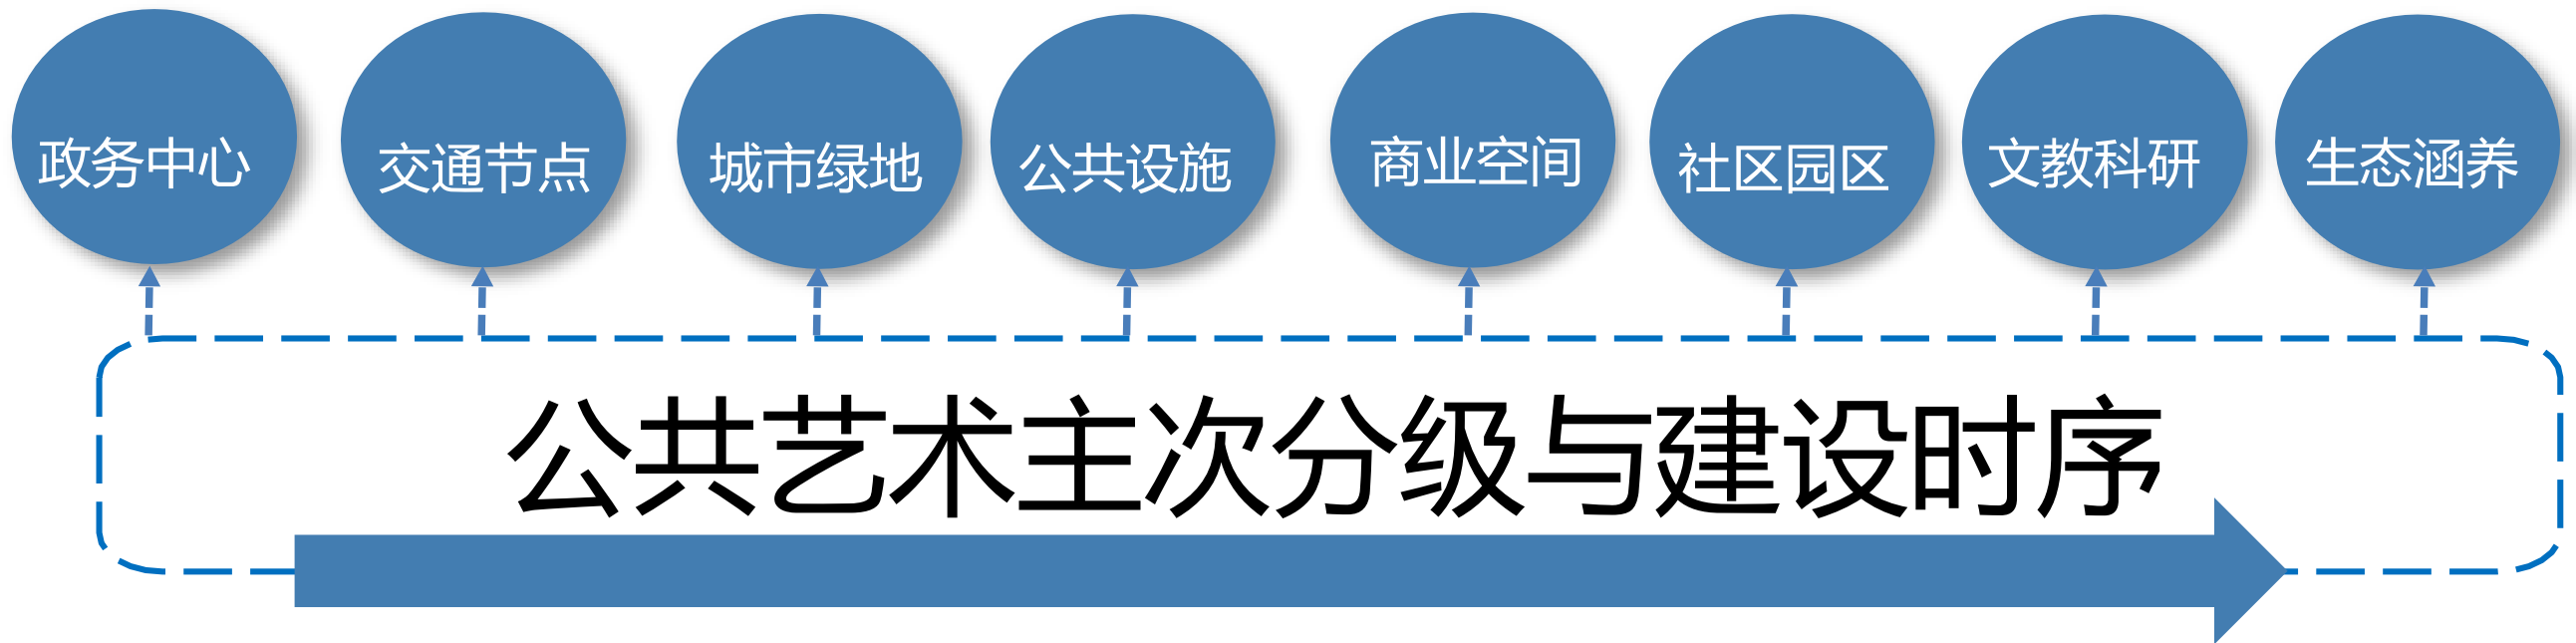 政务中心
交通节点
城市绿地
公共设施
商业空间
社区园区
文教科研
生态涵养
公共艺术主次分级与建设时序